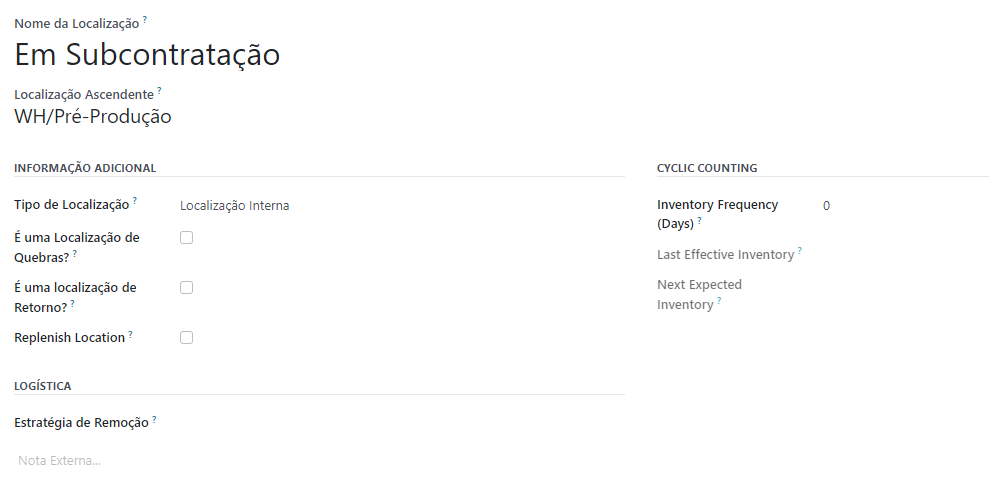 Nome da Localização ?
Em Subcontratação
Localização Ascendente ?
WH/Pré-Produção
INFORMAÇÃO ADICIONAL
Tipo de Localização ? Localização Interna
É uma Localização de
Quebras? ?
É uma localização de
Retorno? ?
Replenish Location ?
CYCLIC COUNTING
Inventory Frequency
(Days) ? 0
Last Effective Inventory ?
Next Expected
Inventory ?
LOGÍSTICA
Estratégia de Remoção ?
Nota Externa...